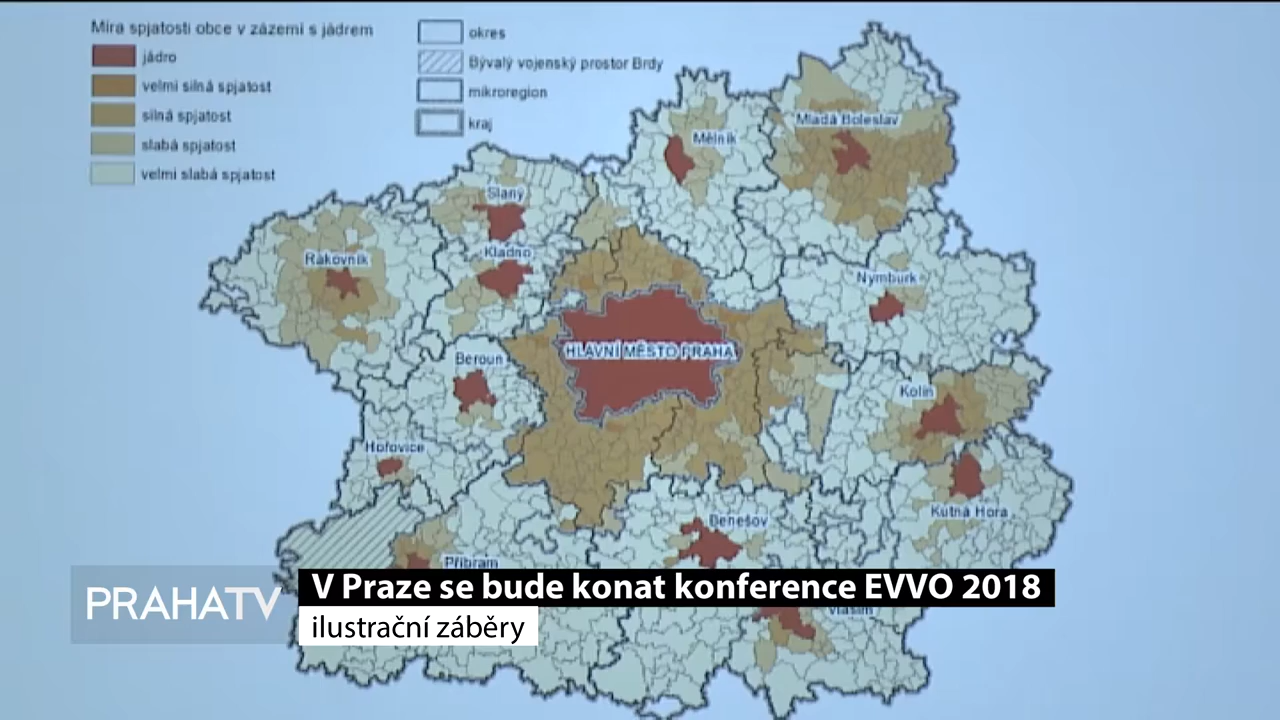 Míra spjatosti obce v zázemí s jádrem
jádro
velmi silná spjatost
silná spjatost
slabá spjatost
velmi slabá spjatost
okres
Bývalý vojenský prostor Brdy
mikroregion
kraj
Mladá Boleslav
Mělník
Slaný
Kladno
Rakovník
Nymburk
HLAVNÍ MĚSTO PRAHA
Beroun
Kolín
Hořovice
Kutná Hora
Benešov
Příbram
Vlašim
PRAHATV
V Praze se bude konat konference EVVO 2018
ilustrační záběry